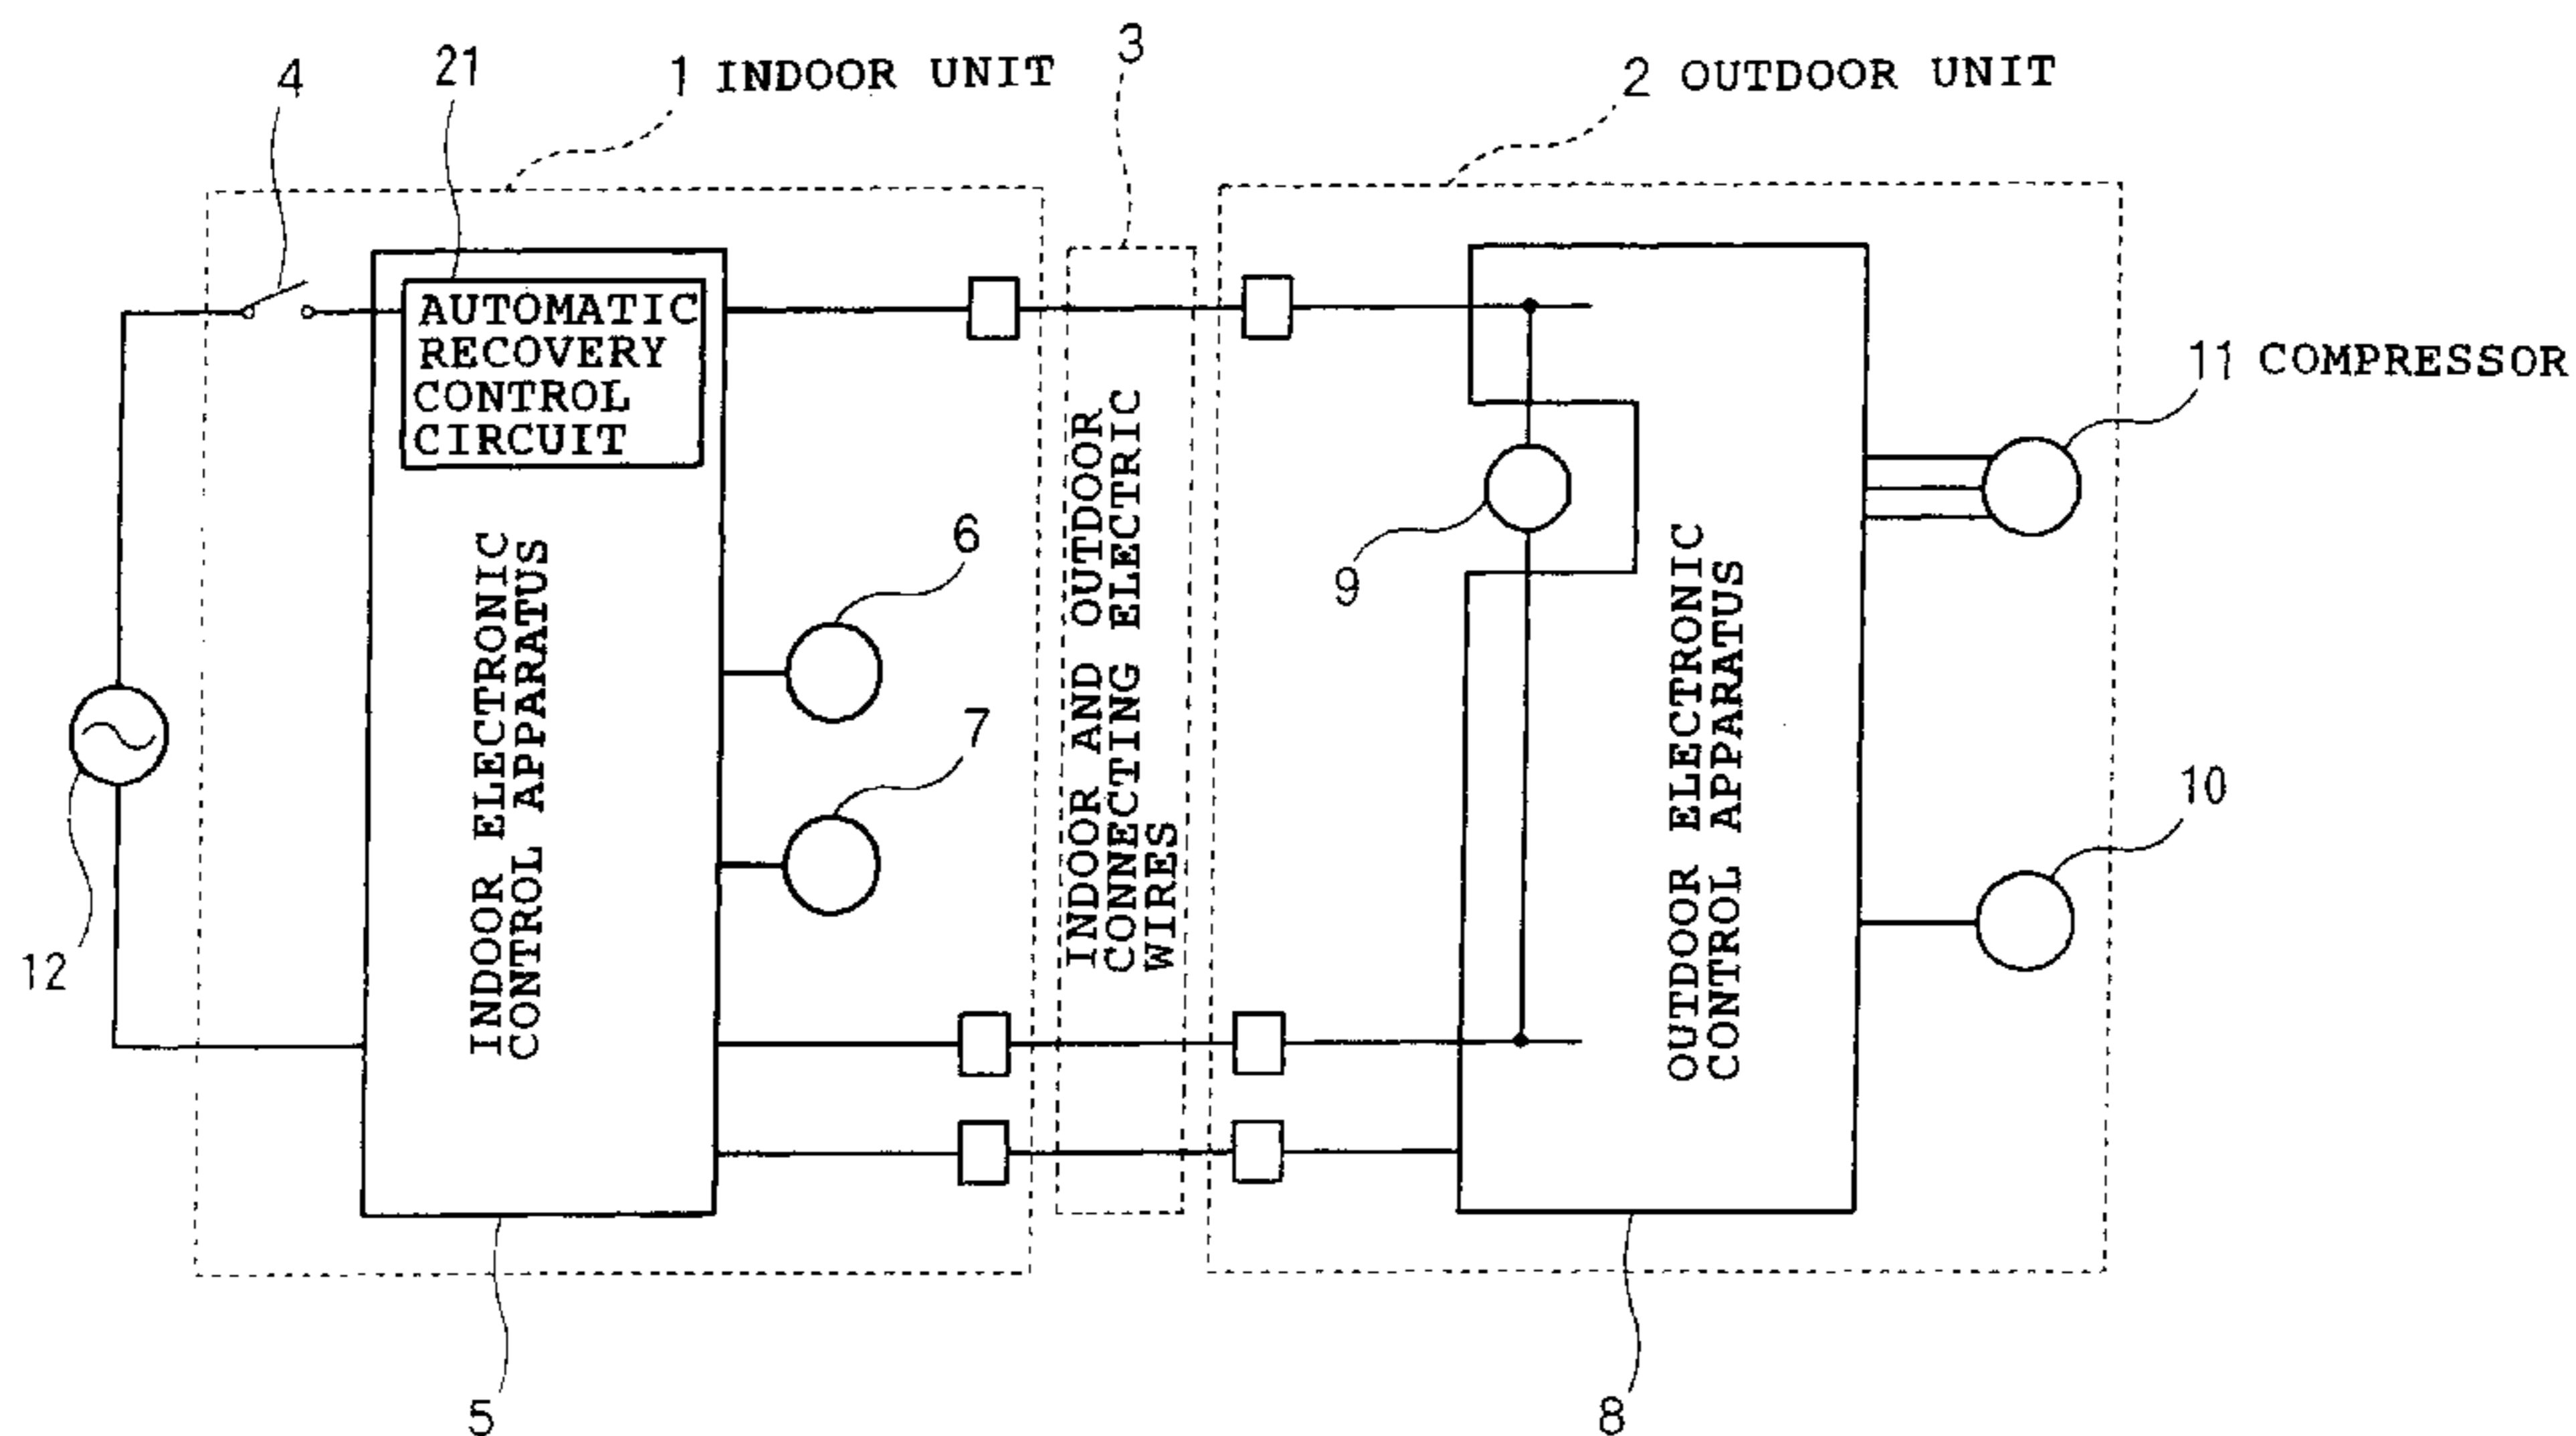 3
21
4
1 INDOOR UNIT
2 OUTDOOR UNIT
AUTOMATIC
RECOVERY
CONTROL
CIRCUIT
11 COMPRESSOR
6
9
7
10
12
INDOOR ELECTRONIC
CONTROL APPARATUS
INDOOR AND OUTDOOR
CONNECTING ELECTRIC
WIRES
OUTDOOR ELECTRONIC
CONTROL APPARATUS
5
8